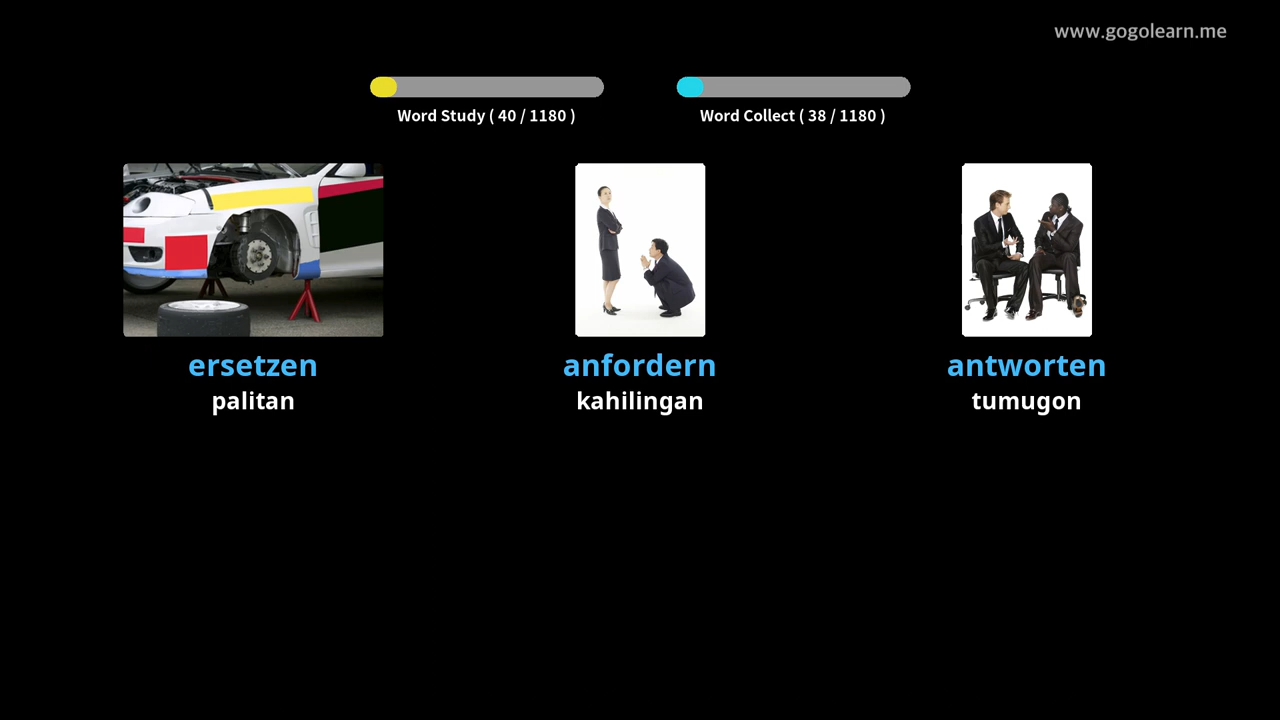 www.gogolearn.me
Word Study ( 40 / 1180 )
Word Collect ( 38 / 1180 )
ersetzen
palitan
anfordern
kahilingan
antworten
tumugon